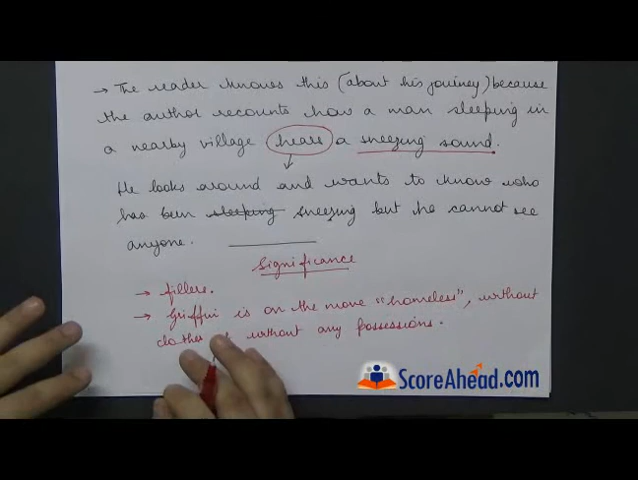 → The reader knows this (about his journey) because
the author recounts how a man sleeping in
a nearby village hears a sneezing sound.
He looks around and wants to know who
has been sleeping sneezing but he cannot see
anyone.
Significance
→ fillers.
→ Griffin is on the move "homeless", without
clothes without any possessions.
ScoreAhead.com